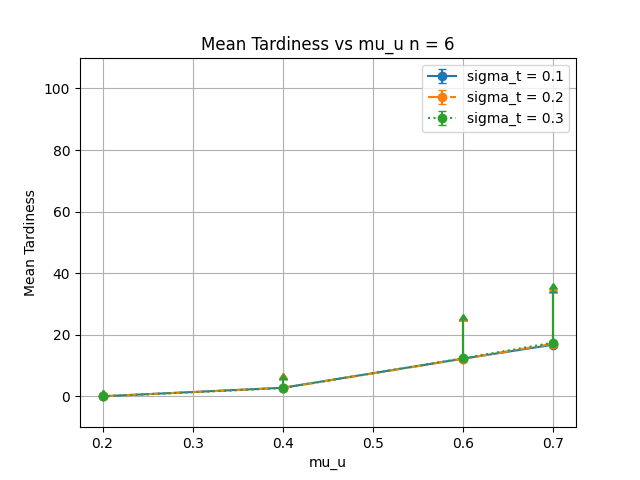 Mean Tardiness vs mu_u n = 6
sigma_t = 0.1
sigma_t = 0.2
sigma_t = 0.3
Mean Tardiness
100
80
60
40
20
0
0.2
0.3
0.4
0.5
0.6
0.7
mu_u